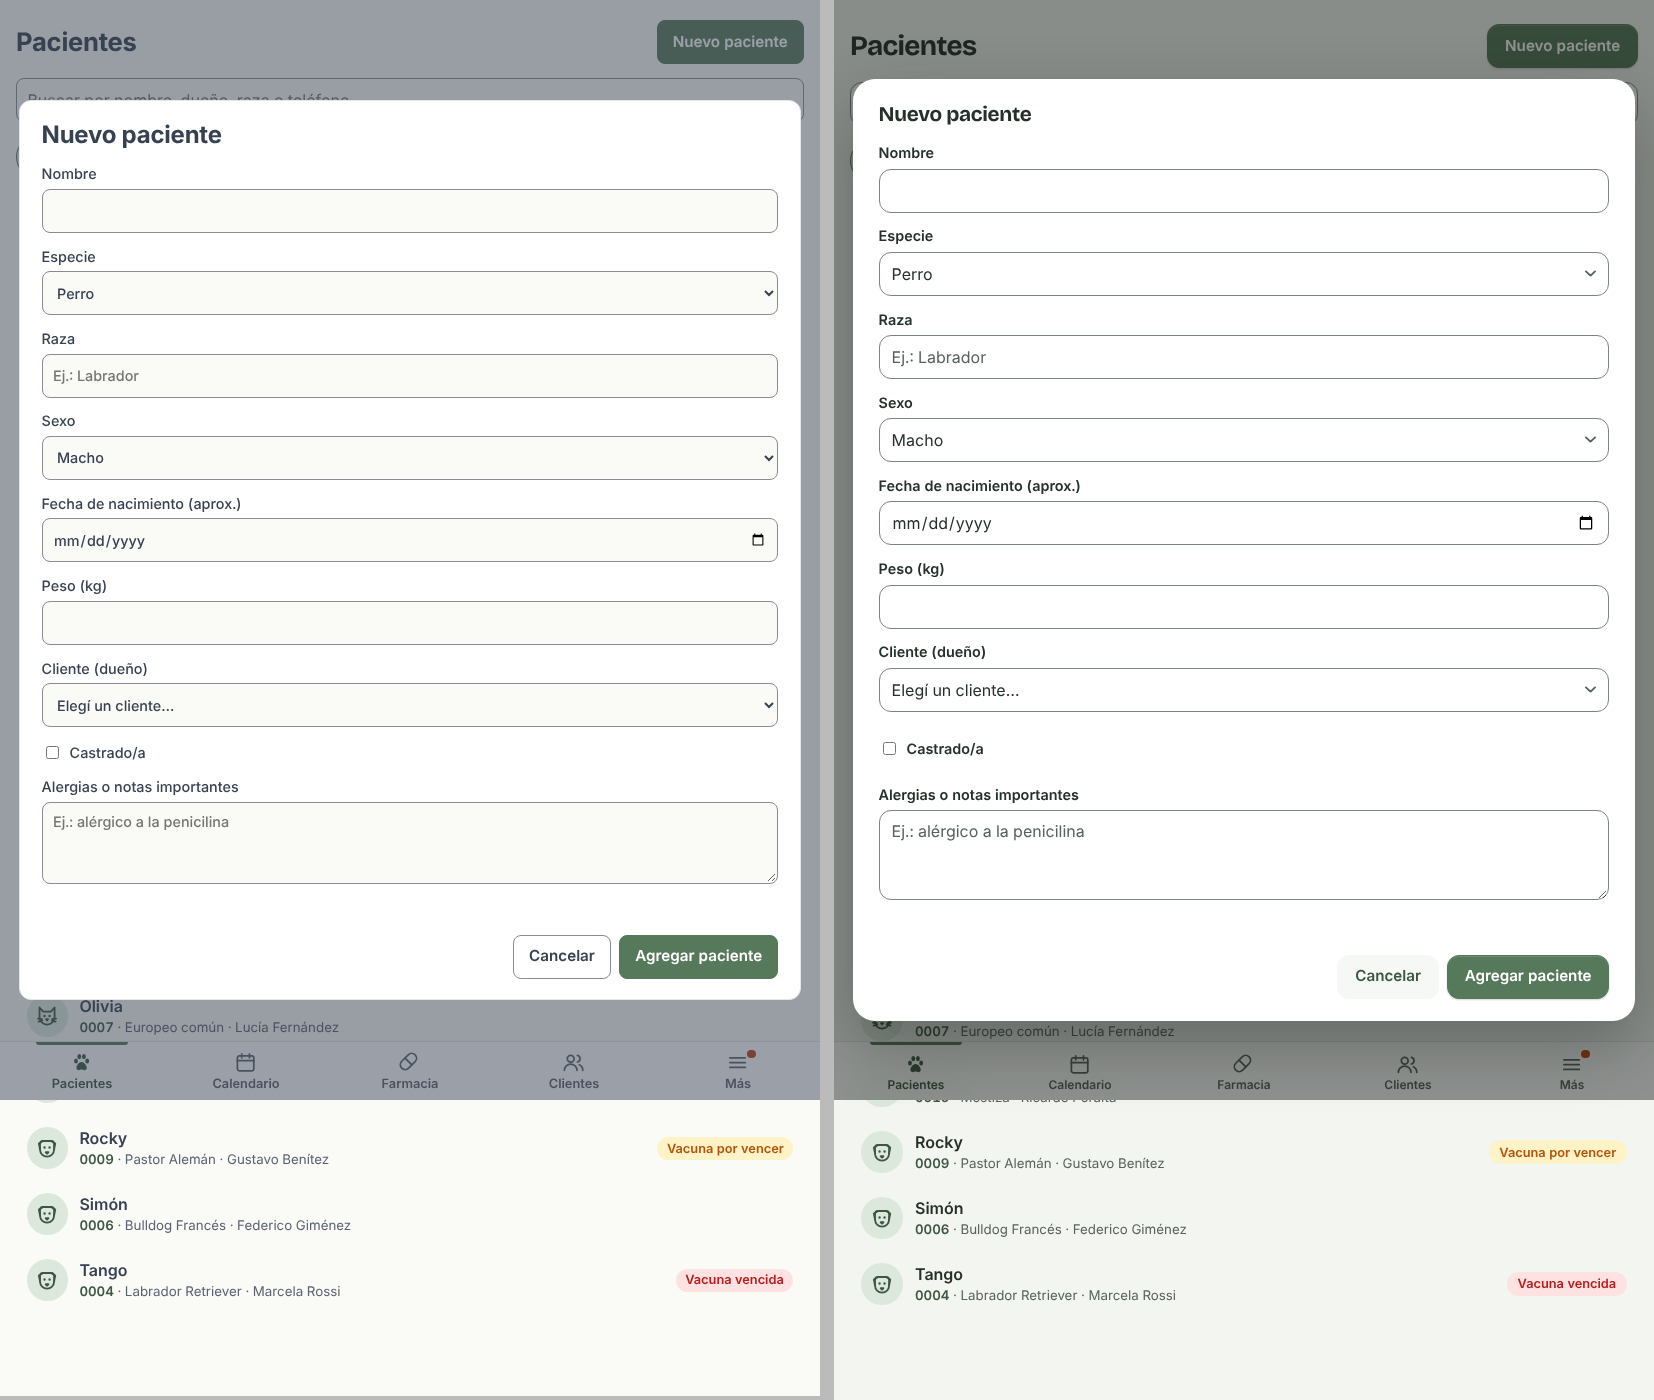 Pacientes
Nuevo paciente
Buscar por nombre, dueño, raza o teléfono
Nuevo paciente
Nombre
Especie
Perro
Raza
Ej.: Labrador
Sexo
Macho
Fecha de nacimiento (aprox.)
mm/dd/yyyy
Peso (kg)
Cliente (dueño)
Elegí un cliente...
Castrado/a
Alergias o notas importantes
Ej.: alérgico a la penicilina
Cancelar
Agregar paciente
Olivia
0007 · Europeo común · Lucía Fernández
Pacientes
Calendario
Farmacia
Clientes
Más
Rocky
0009 · Pastor Alemán · Gustavo Benítez
Vacuna por vencer
Simón
0006 · Bulldog Francés · Federico Giménez
Tango
0004 · Labrador Retriever · Marcela Rossi
Vacuna vencida
Pacientes
Nuevo paciente
Nuevo paciente
Nombre
Especie
Perro
Raza
Ej.: Labrador
Sexo
Macho
Fecha de nacimiento (aprox.)
mm/dd/yyyy
Peso (kg)
Cliente (dueño)
Elegí un cliente...
Castrado/a
Alergias o notas importantes
Ej.: alérgico a la penicilina
Cancelar
Agregar paciente
0007 · Europeo común · Lucía Fernández
Pacientes
Calendario
Farmacia
Clientes
Más
Rocky
0009 · Pastor Alemán · Gustavo Benítez
Vacuna por vencer
Simón
0006 · Bulldog Francés · Federico Giménez
Tango
0004 · Labrador Retriever · Marcela Rossi
Vacuna vencida